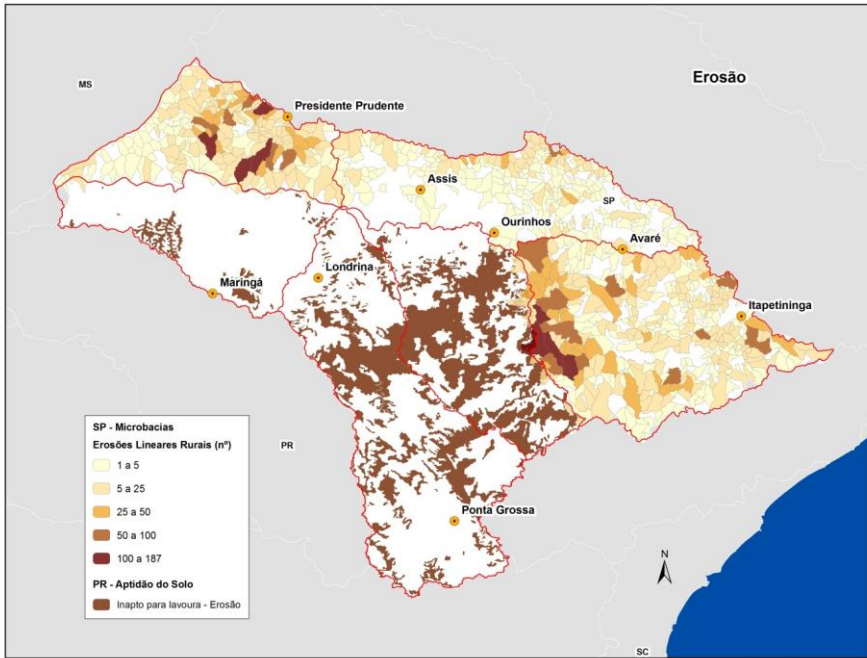 Erosão
MS
Presidente Prudente
Assis
SP
Ourinhos
Avaré
Londrina
Maringá
Itapetininga
PR
Ponta Grossa
N
SC
SP - Microbacias
Erosões Lineares Rurais (nº)
1 a 5
5 a 25
25 a 50
50 a 100
100 a 187
PR - Aptidão do Solo
Inapto para lavoura - Erosão